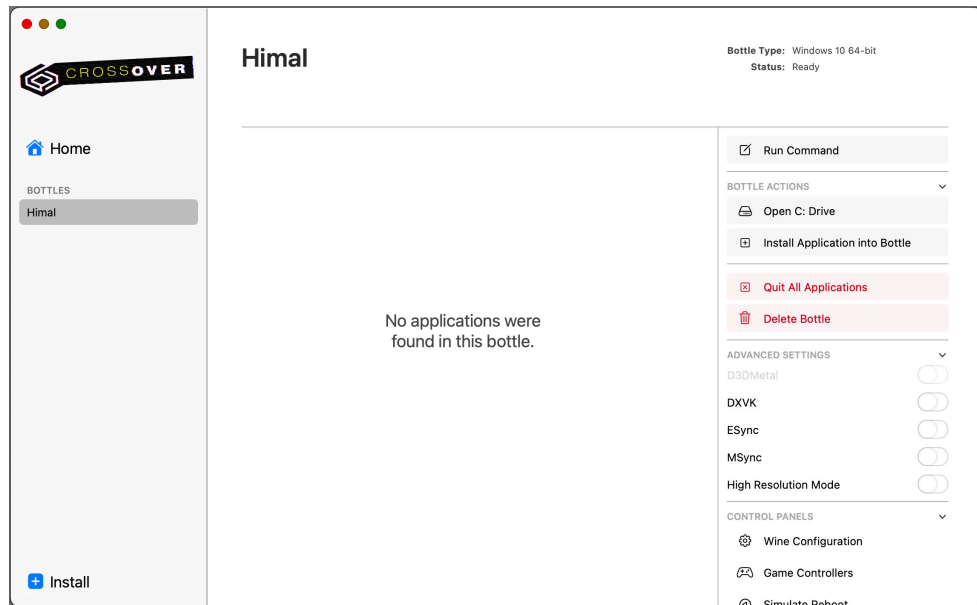 CROSSOVER
Home
BOTTLES
Himal
Install
Himal
Bottle Type: Windows 10 64-bit
Status: Ready
No applications were
found in this bottle.
Run Command
BOTTLE ACTIONS
Open C: Drive
Install Application into Bottle
Quit All Applications
Delete Bottle
ADVANCED SETTINGS
D3DMetal
DXVK
ESync
MSync
High Resolution Mode
CONTROL PANELS
Wine Configuration
Game Controllers
Simulate Reboot